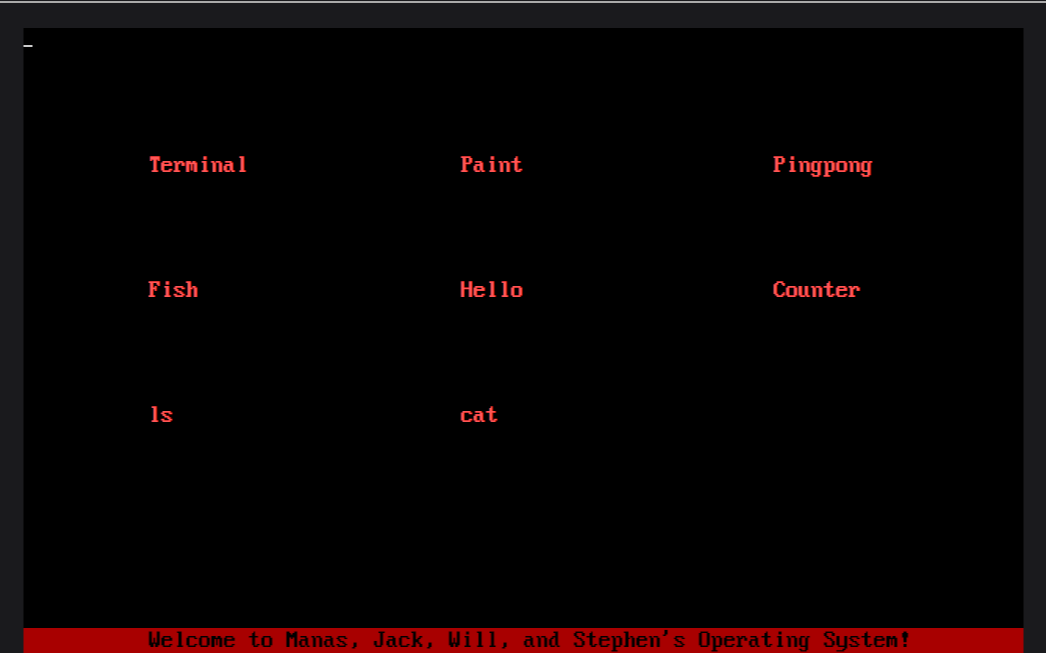 Terminal Paint Pingpong
Fish Hello Counter
ls cat
Welcome to Manas, Jack, Will, and Stephen's Operating System!